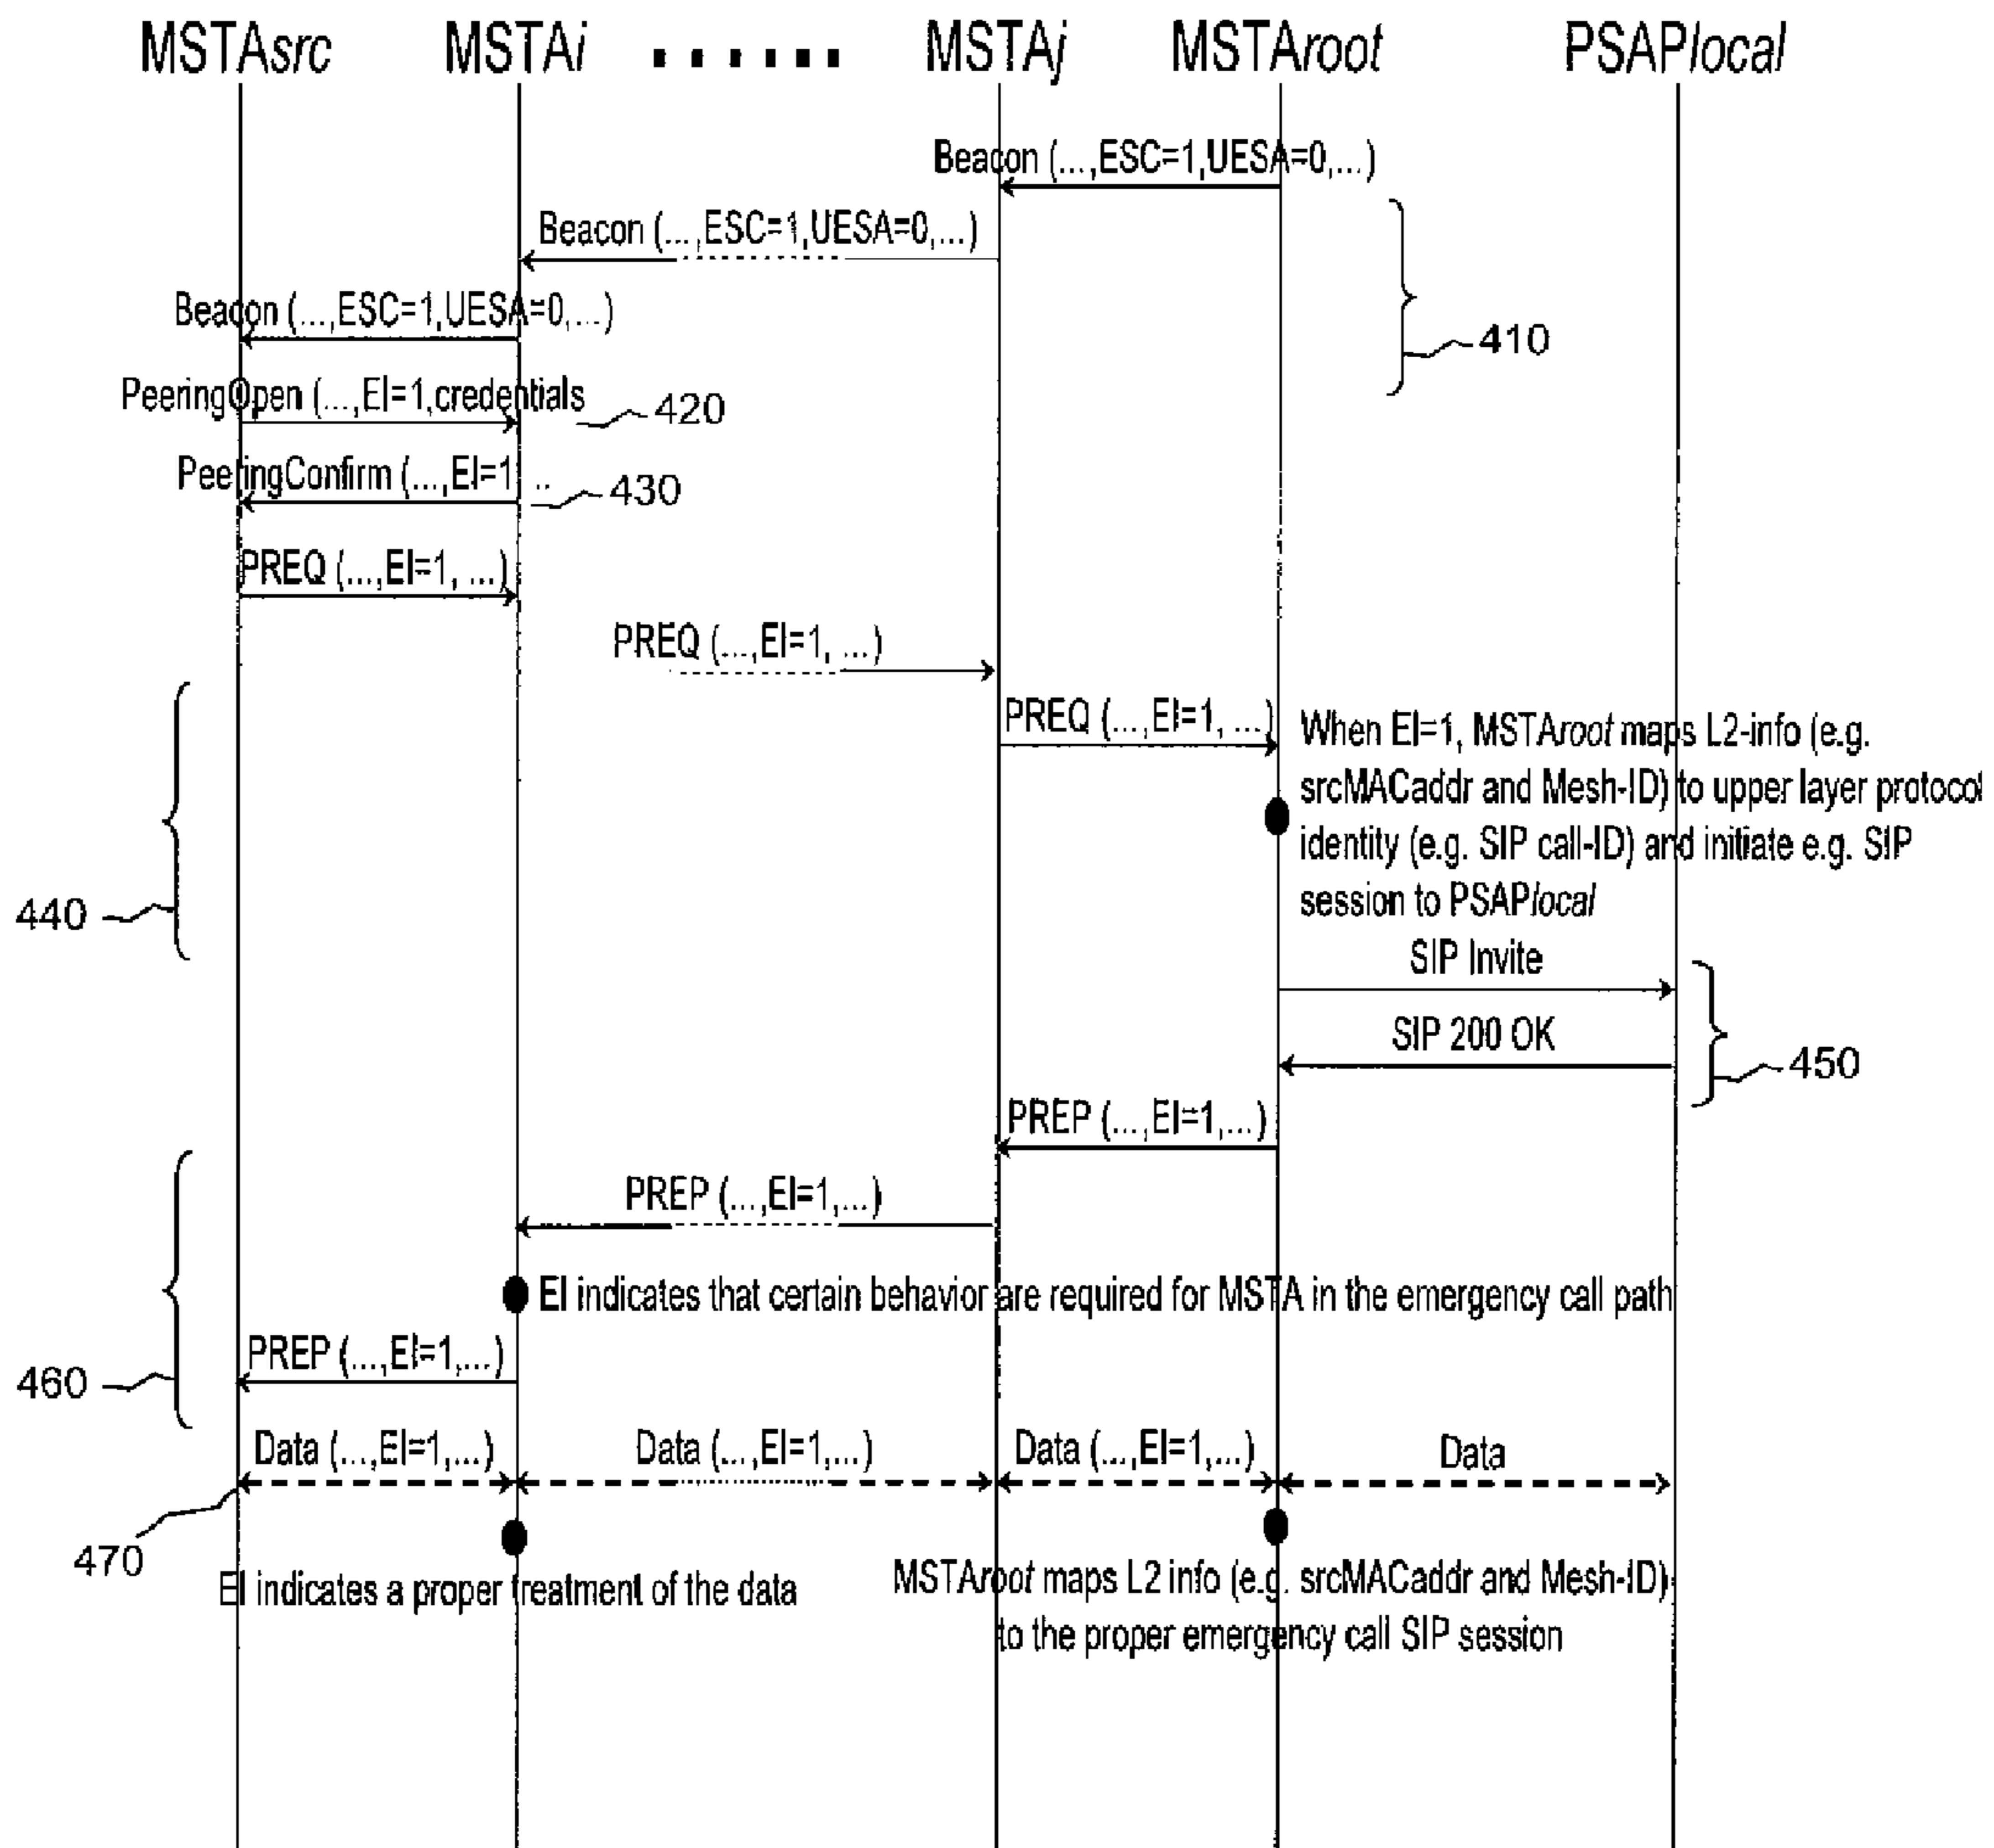 MSTAsrc MSTAi ...... MSTAj MSTAroot PSAPlocal
Beacon (...,ESC=1,UESA=0,...)
Beacon (...,ESC=1,UESA=0,...)
Beacon (...,ESC=1,UESA=0,...)
410
PeeringOpen (...,EI=1,credentials
420
PeeringConfirm (...,EI=1 ..
430
PREQ (...,EI=1, ...)
PREQ (...,EI=1, ...)
PREQ (...,EI=1, ...)
When EI=1, MSTAroot maps L2-info (e.g.
srcMACaddr and Mesh-ID) to upper layer protocol
identity (e.g. SIP call-ID) and initiate e.g. SIP
session to PSAPlocal
440
SIP Invite
SIP 200 OK
450
PREP (...,EI=1,...)
PREP (...,EI=1,...)
EI indicates that certain behavior are required for MSTA in the emergency call path
PREP (...,EI=1,...)
460
Data (...,EI=1,...) Data (...,EI=1,...) Data (...,EI=1,...) Data
470
EI indicates a proper treatment of the data
MSTAroot maps L2 info (e.g. srcMACaddr and Mesh-ID)
to the proper emergency call SIP session